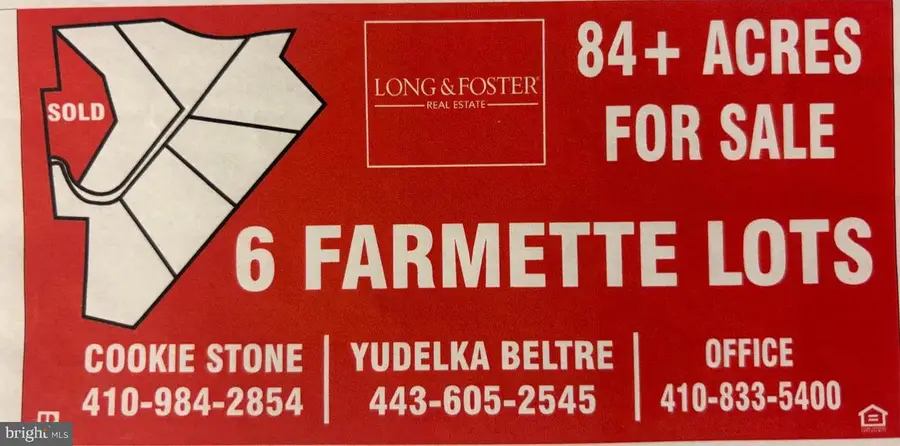 SOLD
LONG & FOSTER®
REAL ESTATE
84+ ACRES
FOR SALE
6 FARMETTE LOTS
COOKIE STONE
410-984-2854
YUDELKA BELTRE
443-605-2545
OFFICE
410-833-5400
bright MLS